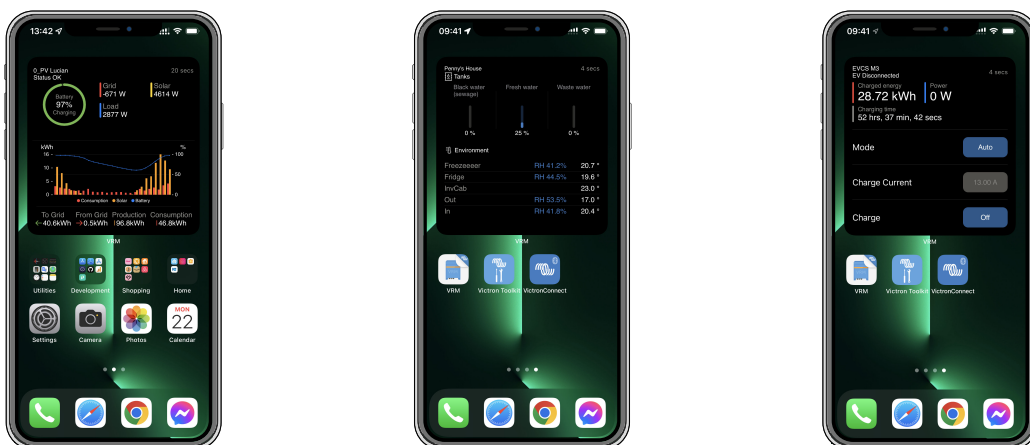 13:42
0_PV Lucian
Status OK
20 secs
Battery
97%
Charging
Grid
-671 W
Solar
4614 W
Load
2877 W
kWh
%
16
10
5
0
100
50
0
Consumption Solar Battery
To Grid From Grid Production Consumption
←40.6kWh →0.5kWh 96.8kWh 46.8kWh
VRM
Utilities Development Shopping Home
MON
22
Settings Camera Photos Calendar
09:41
Penny's House
4 secs
Tanks
Black water
(sewage)
Fresh water
Waste water
0 % 25 % 0 %
Environment
Freezeeeer RH 41.2% 20.7 °
Fridge RH 44.5% 19.6 °
InvCab 23.0 °
Out RH 53.5% 17.0 °
In RH 41.8% 20.4 °
VRM
VRM Victron Toolkit VictronConnect
09:41
EVCS M3
EV Disconnected
4 secs
Charged energy
28.72 kWh
Power
0 W
Charging time
52 hrs, 37 min, 42 secs
Mode Auto
Charge Current 13.00 A
Charge Off
VRM
VRM Victron Toolkit VictronConnect